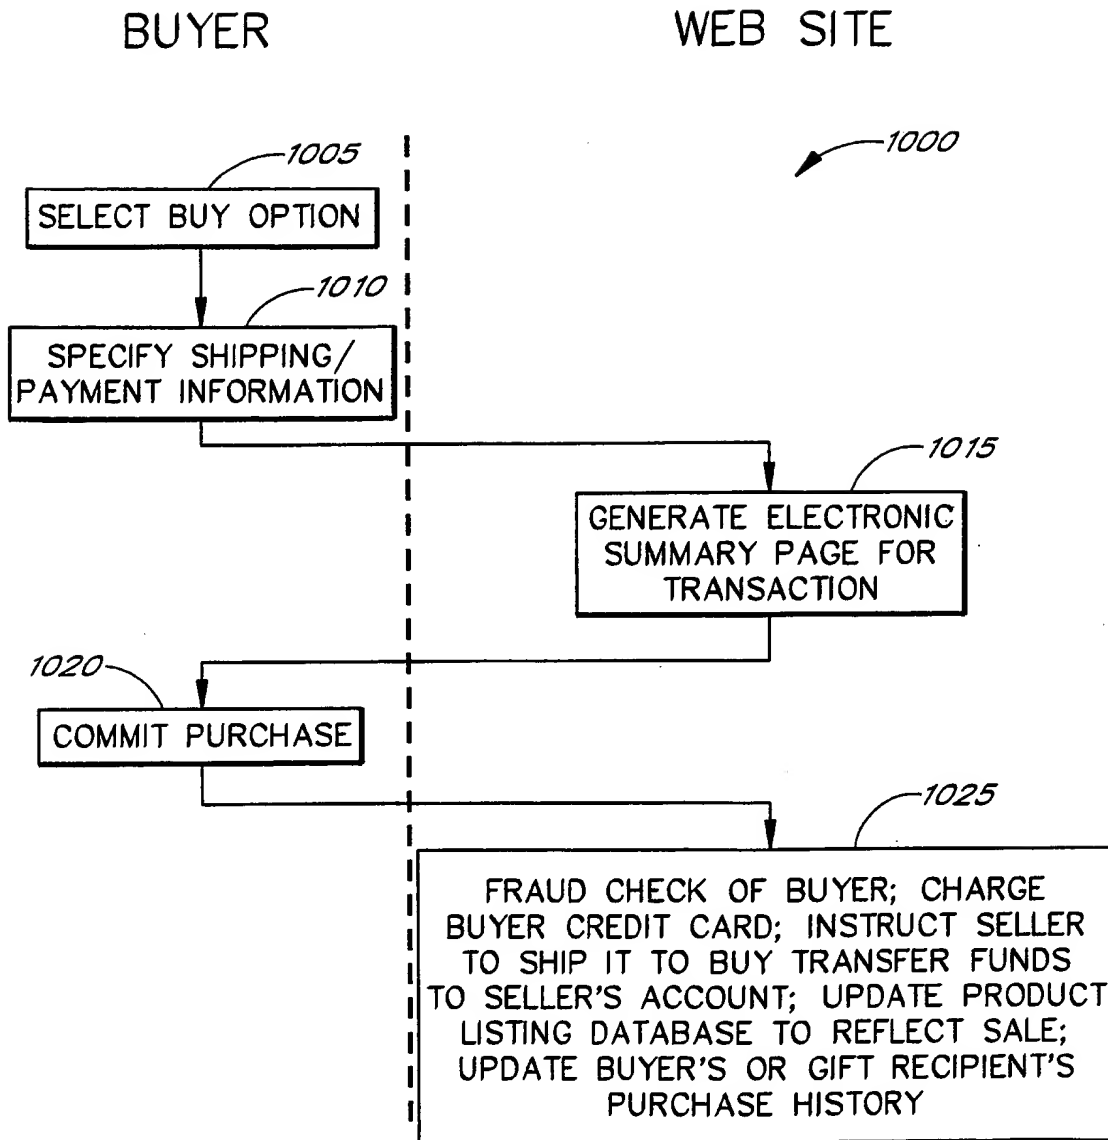 BUYER
WEB SITE
1000
1005
SELECT BUY OPTION
1010
SPECIFY SHIPPING/
PAYMENT INFORMATION
1015
GENERATE ELECTRONIC
SUMMARY PAGE FOR
TRANSACTION
1020
COMMIT PURCHASE
1025
FRAUD CHECK OF BUYER; CHARGE
BUYER CREDIT CARD; INSTRUCT SELLER
TO SHIP IT TO BUY TRANSFER FUNDS
TO SELLER'S ACCOUNT; UPDATE PRODUCT
LISTING DATABASE TO REFLECT SALE;
UPDATE BUYER'S OR GIFT RECIPIENT'S
PURCHASE HISTORY